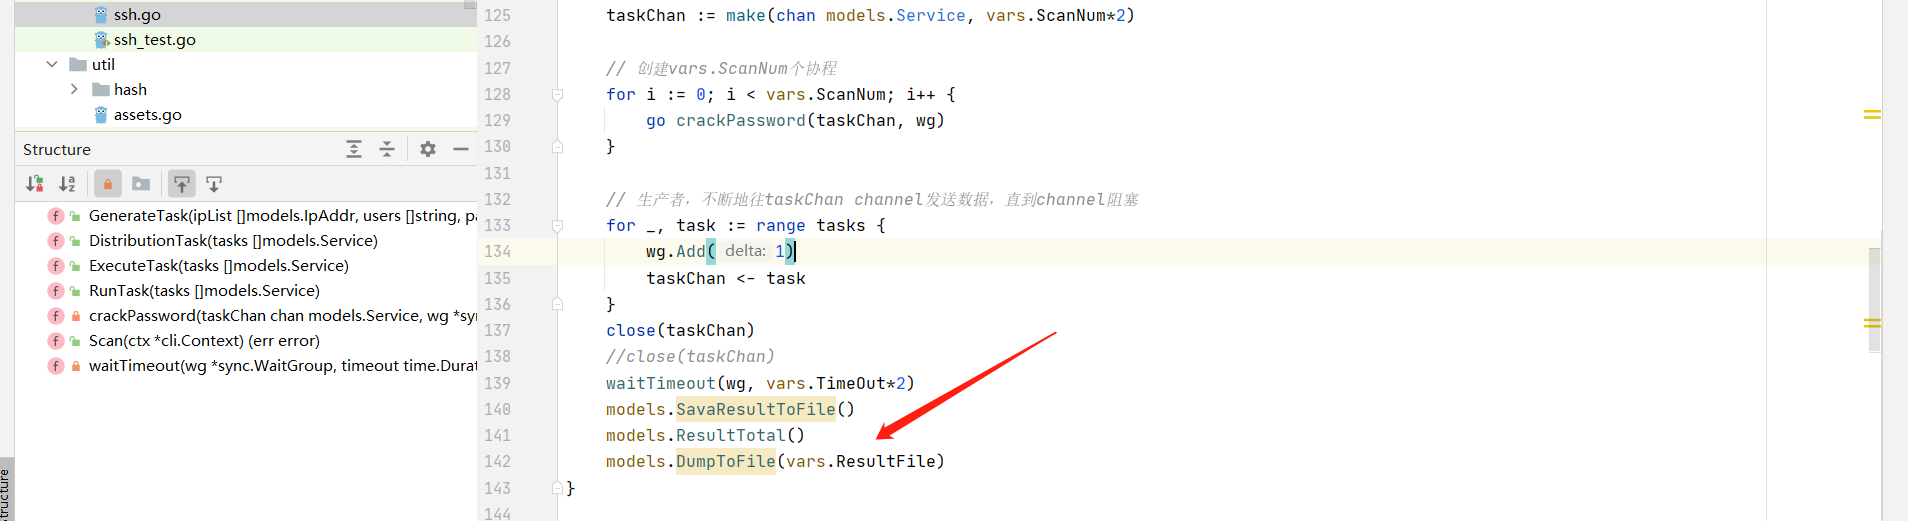 ssh.go
ssh_test.go
util
hash
assets.go
Structure
GenerateTask(ipList []models.IpAddr, users []string, pa
DistributionTask(tasks []models.Service)
ExecuteTask(tasks []models.Service)
RunTask(tasks []models.Service)
crackPassword(taskChan chan models.Service, wg *syn
Scan(ctx *cli.Context) (err error)
waitTimeout(wg *sync.WaitGroup, timeout time.Durat
Structure
125 taskChan := make(chan models.Service, vars.ScanNum*2)
126
127 // 创建vars.ScanNum个协程
128 for i := 0; i < vars.ScanNum; i++ {
129 go crackPassword(taskChan, wg)
130 }
131
132 // 生产者，不断地往taskChan channel发送数据，直到channel阻塞
133 for _, task := range tasks {
134 wg.Add( delta: 1)
135 taskChan <- task
136 }
137 close(taskChan)
138 //close(taskChan)
139 waitTimeout(wg, vars.TimeOut*2)
140 models.SavaResultToFile()
141 models.ResultTotal()
142 models.DumpToFile(vars.ResultFile)
143 }
144